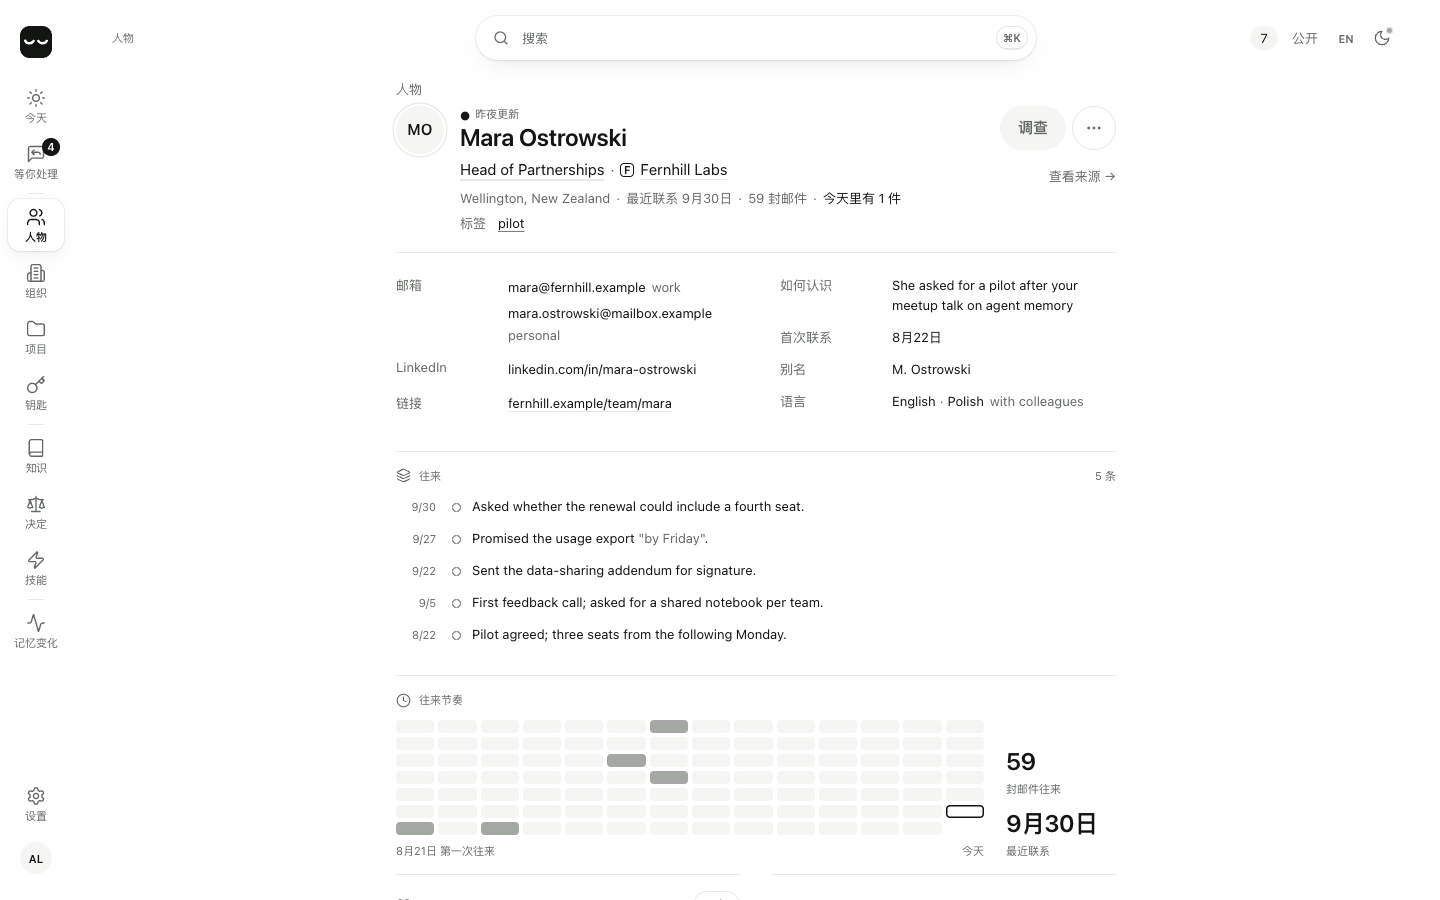 人物
搜索
⌘K
7
公开
EN
今天
4
等你处理
人物
组织
项目
钥匙
知识
决定
技能
记忆变化
设置
AL
人物
MO
昨夜更新
Mara Ostrowski
调查
Head of Partnerships · F Fernhill Labs
查看来源 →
Wellington, New Zealand · 最近联系 9月30日 · 59 封邮件 · 今天里有 1 件
标签 pilot
邮箱
mara@fernhill.example work
mara.ostrowski@mailbox.example
personal
LinkedIn
linkedin.com/in/mara-ostrowski
链接
fernhill.example/team/mara
如何认识
She asked for a pilot after your
meetup talk on agent memory
首次联系
8月22日
别名
M. Ostrowski
语言
English · Polish with colleagues
往来
5 条
9/30 Asked whether the renewal could include a fourth seat.
9/27 Promised the usage export "by Friday".
9/22 Sent the data-sharing addendum for signature.
9/5 First feedback call; asked for a shared notebook per team.
8/22 Pilot agreed; three seats from the following Monday.
往来节奏
59
封邮件往来
9月30日
最近联系
8月21日 第一次往来
今天